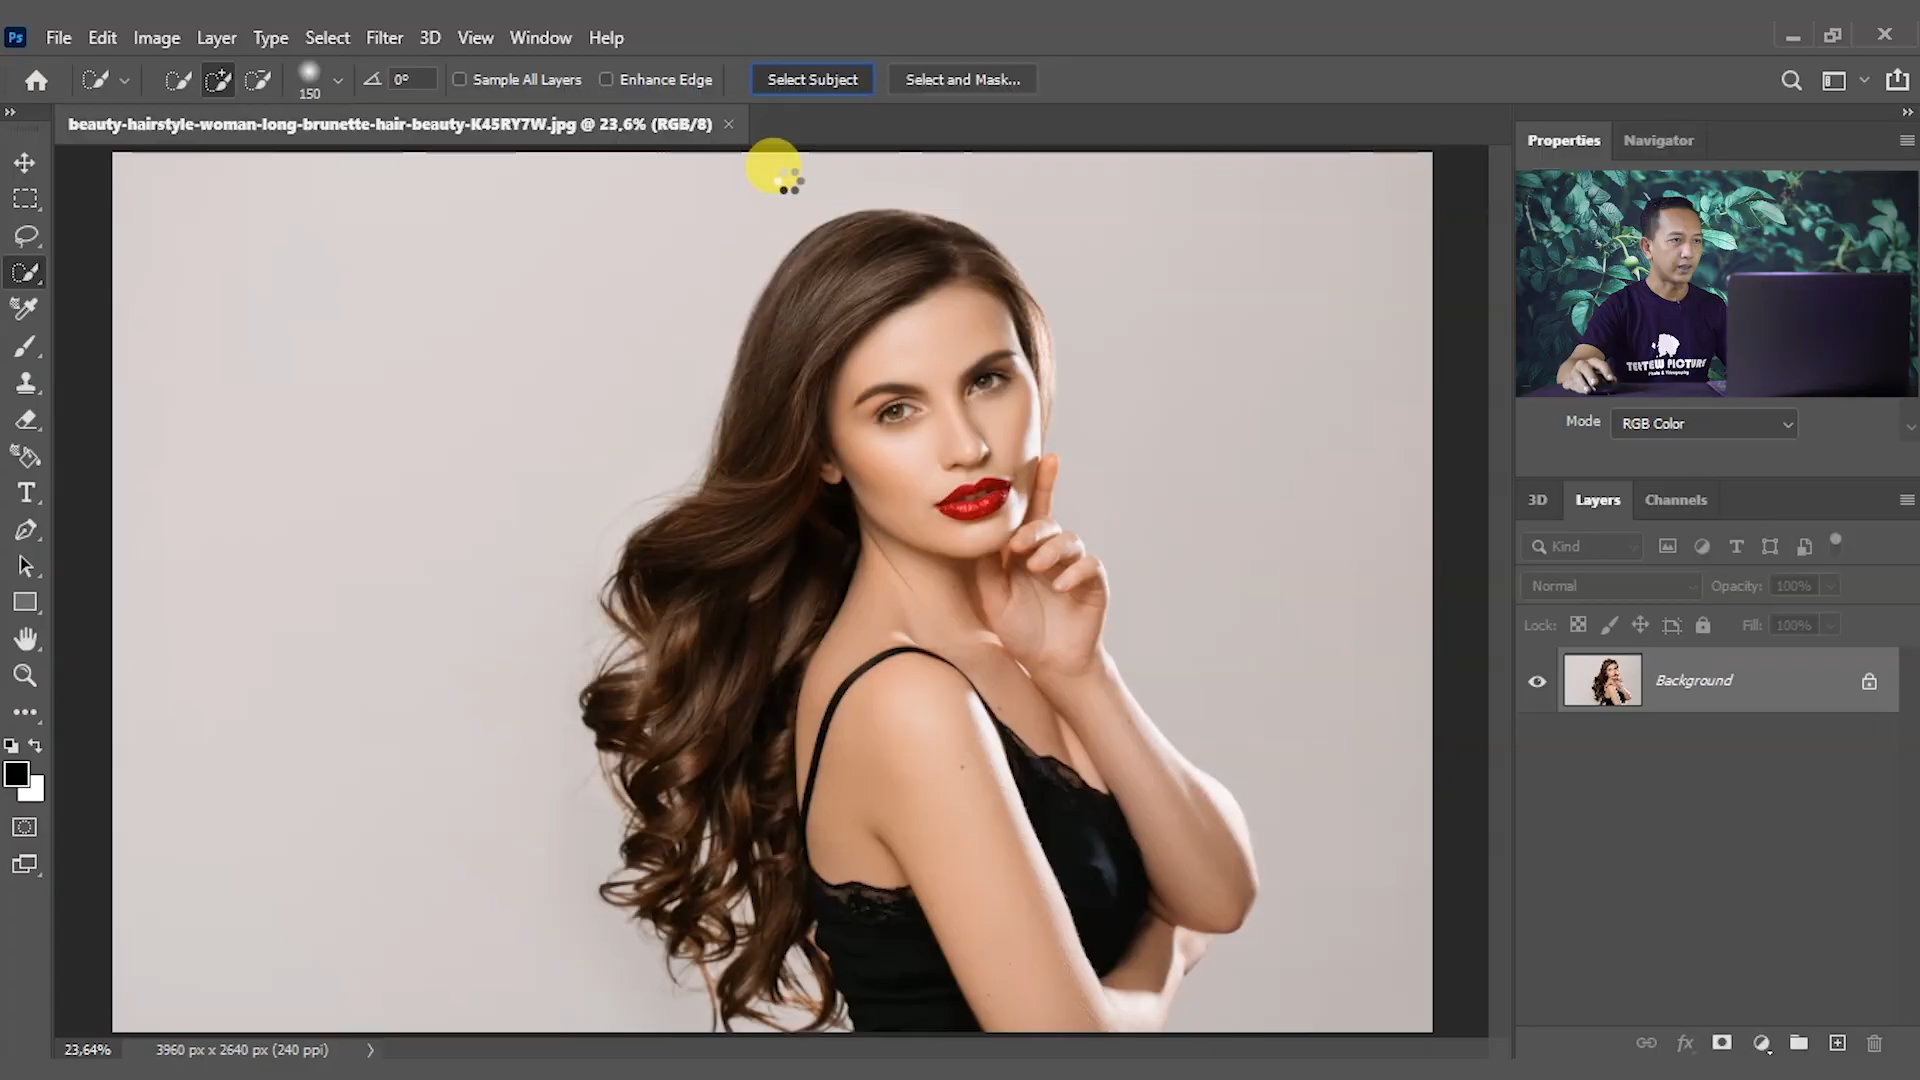 Ps File Edit Image Layer Type Select Filter 3D View Window Help
150
0°
Sample All Layers
Enhance Edge
Select Subject
Select and Mask...
beauty-hairstyle-woman-long-brunette-hair-beauty-K45RY7W.jpg @ 23,6% (RGB/8) ×
Properties
Navigator
TEKTEW PICTURE
Mode
RGB Color
3D
Layers
Channels
Kind
Normal
Opacity: 100%
Lock:
Fill: 100%
Background
fx
23,64%
3960 px x 2640 px (240 ppi)